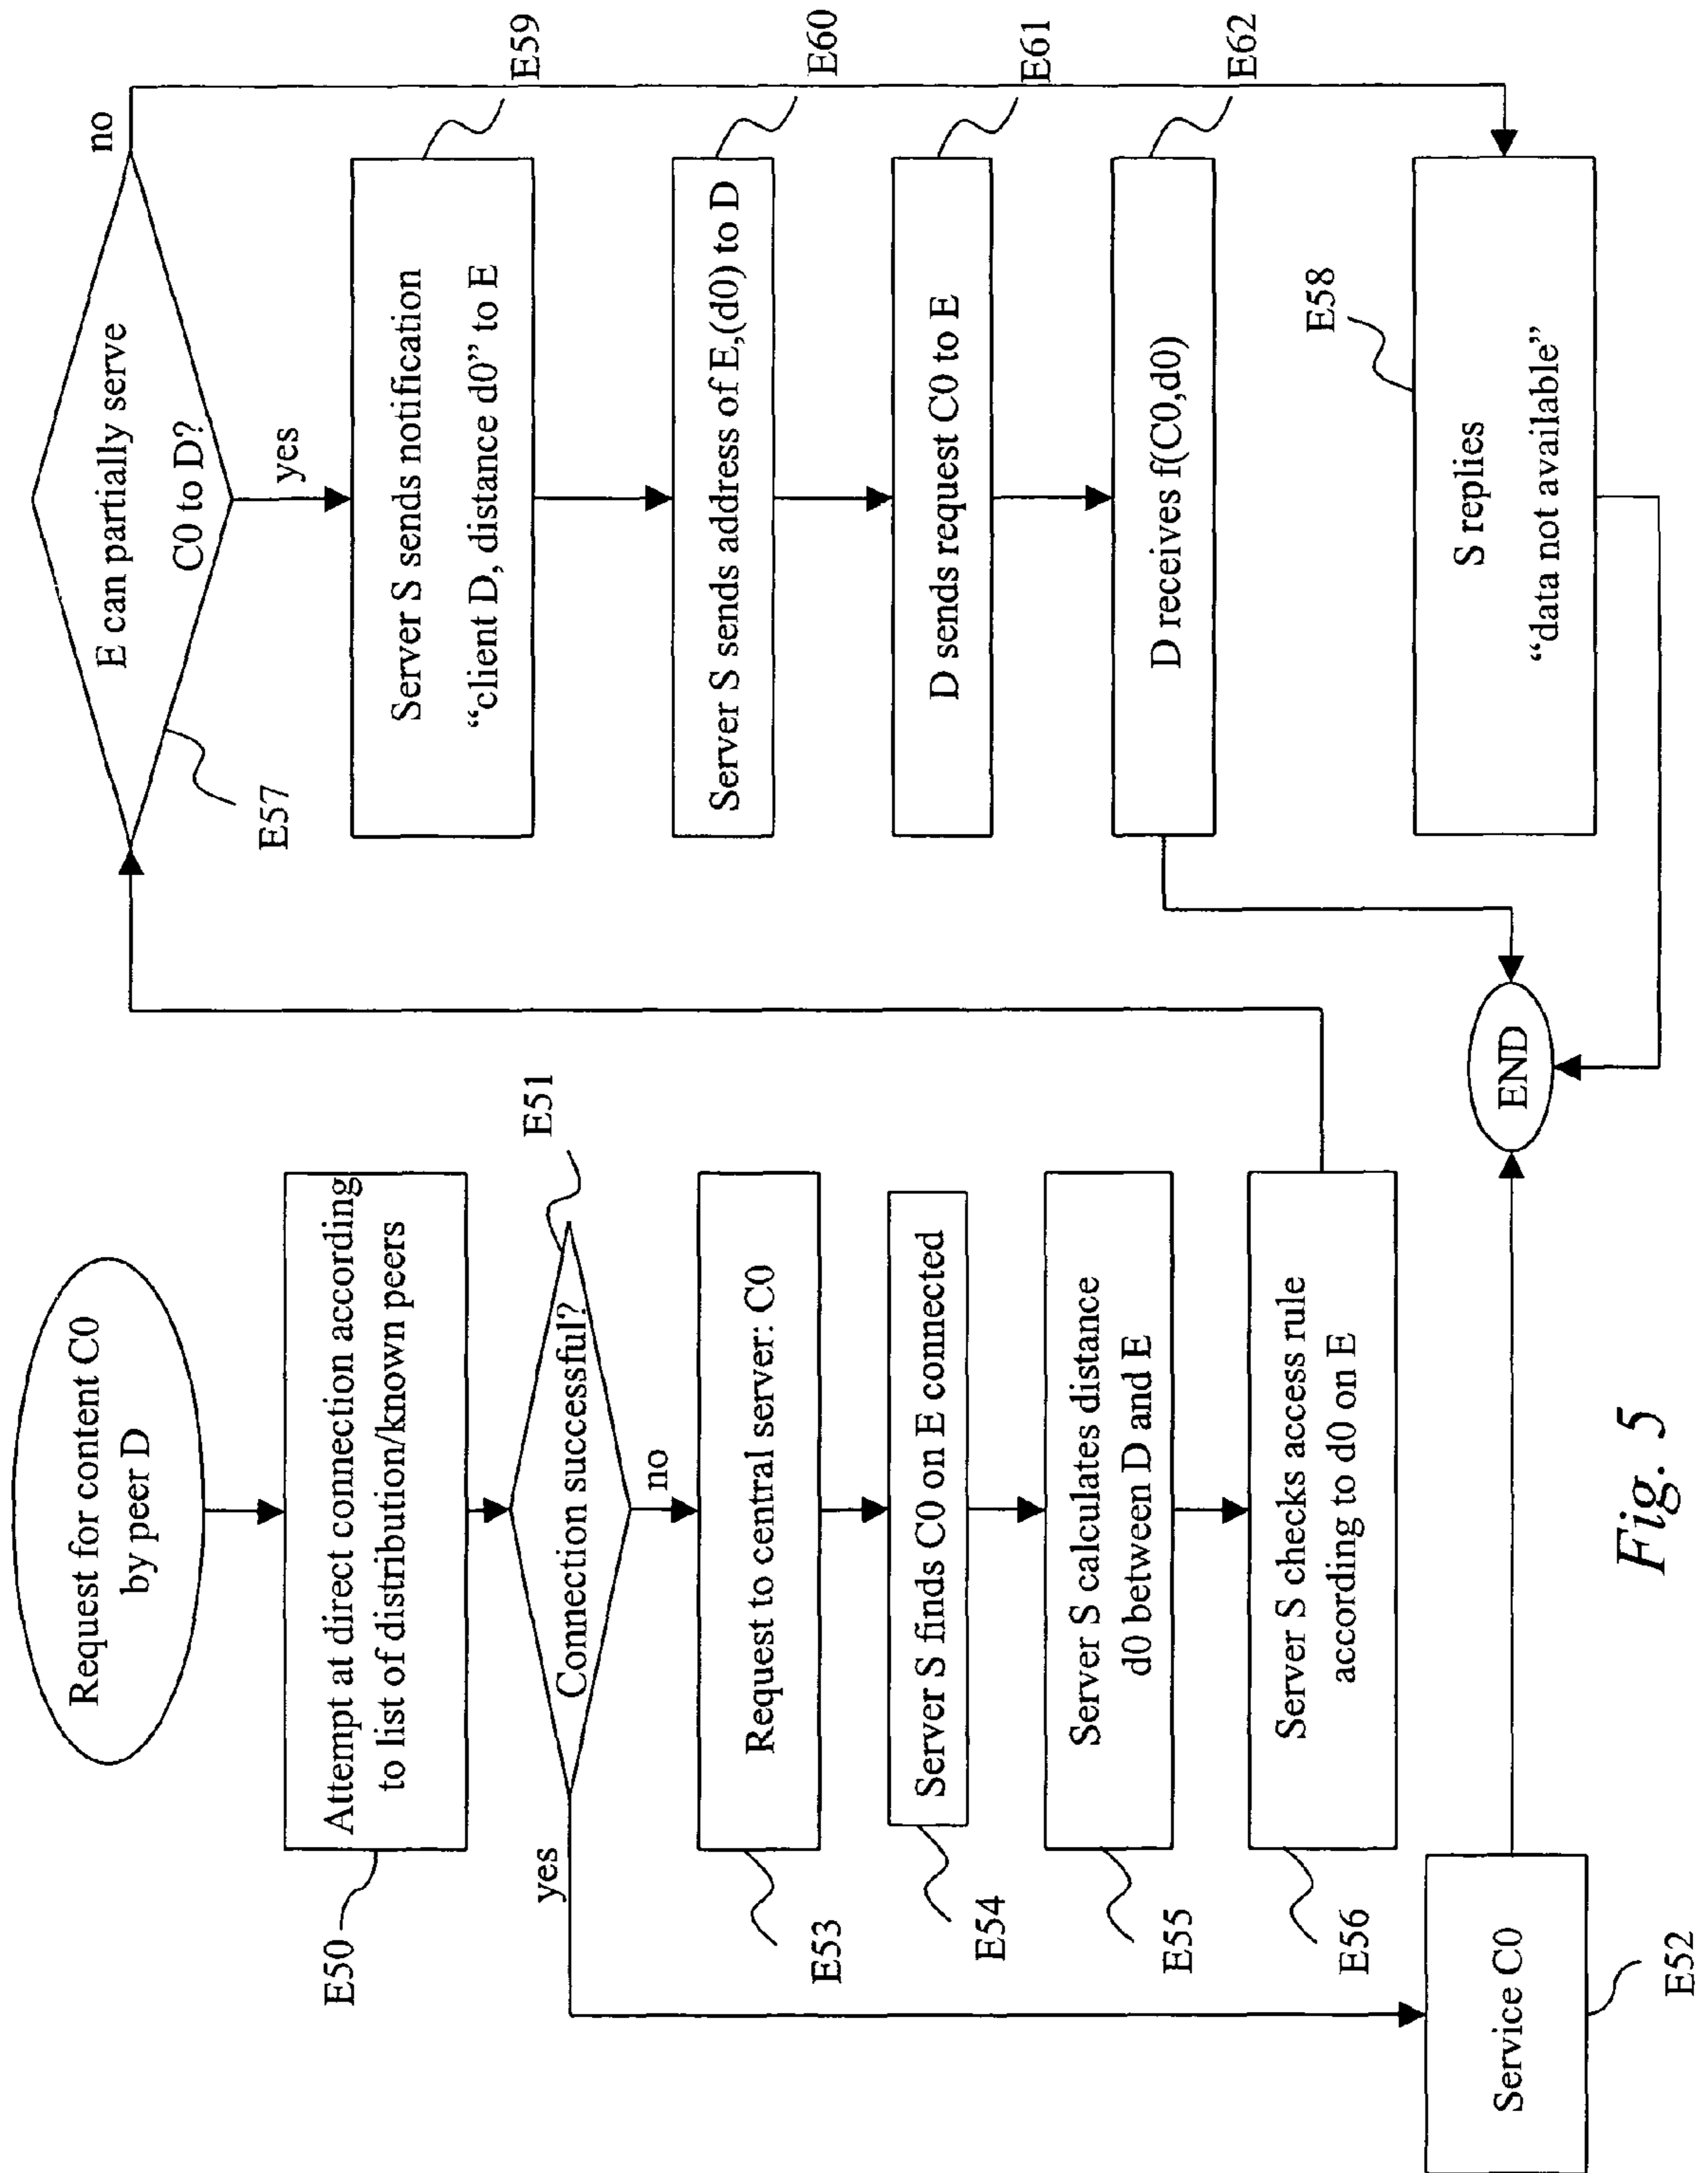 Request for content C0
by peer D
E50
Attempt at direct connection according
to list of distribution/known peers
E51
Connection successful?
yes
no
E53
Request to central server: C0
E54
Server S finds C0 on E connected
E55
Server S calculates distance
d0 between D and E
E56
Server S checks access rule
according to d0 on E
Service C0
E52
END
E57
E can partially serve
C0 to D?
no
yes
E59
Server S sends notification
“client D, distance d0” to E
E60
Server S sends address of E,(d0) to D
E61
D sends request C0 to E
E62
D receives f(C0,d0)
E58
S replies
“data not available”
Fig. 5